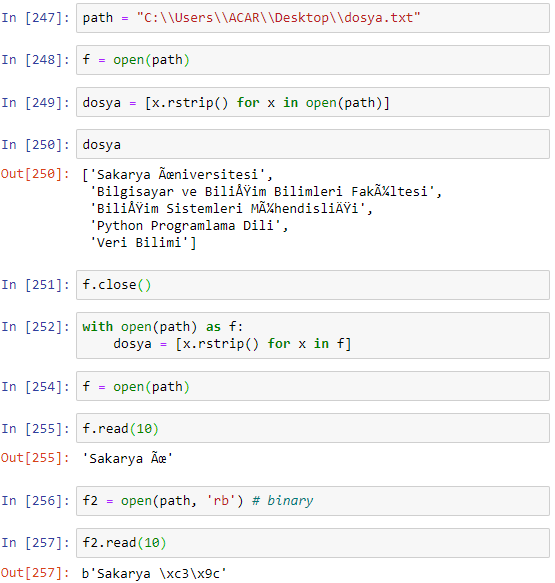 In [247]: path = "C:\\Users\\ACAR\\Desktop\\dosya.txt"
In [248]: f = open(path)
In [249]: dosya = [x.rstrip() for x in open(path)]
In [250]: dosya
Out[250]: ['Sakarya Ãœniversitesi',
'Bilgisayar ve BiliÅŸim Bilimleri FakÃ¼ltesi',
'BiliÅŸim Sistemleri MÃ¼hendisliÄŸi',
'Python Programlama Dili',
'Veri Bilimi']
In [251]: f.close()
In [252]: with open(path) as f:
dosya = [x.rstrip() for x in f]
In [254]: f = open(path)
In [255]: f.read(10)
Out[255]: 'Sakarya Ãœ'
In [256]: f2 = open(path, 'rb') # binary
In [257]: f2.read(10)
Out[257]: b'Sakarya \xc3\x9c'